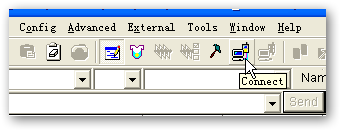 Config Advanced External Tools Window Help
Connect Nam
Send